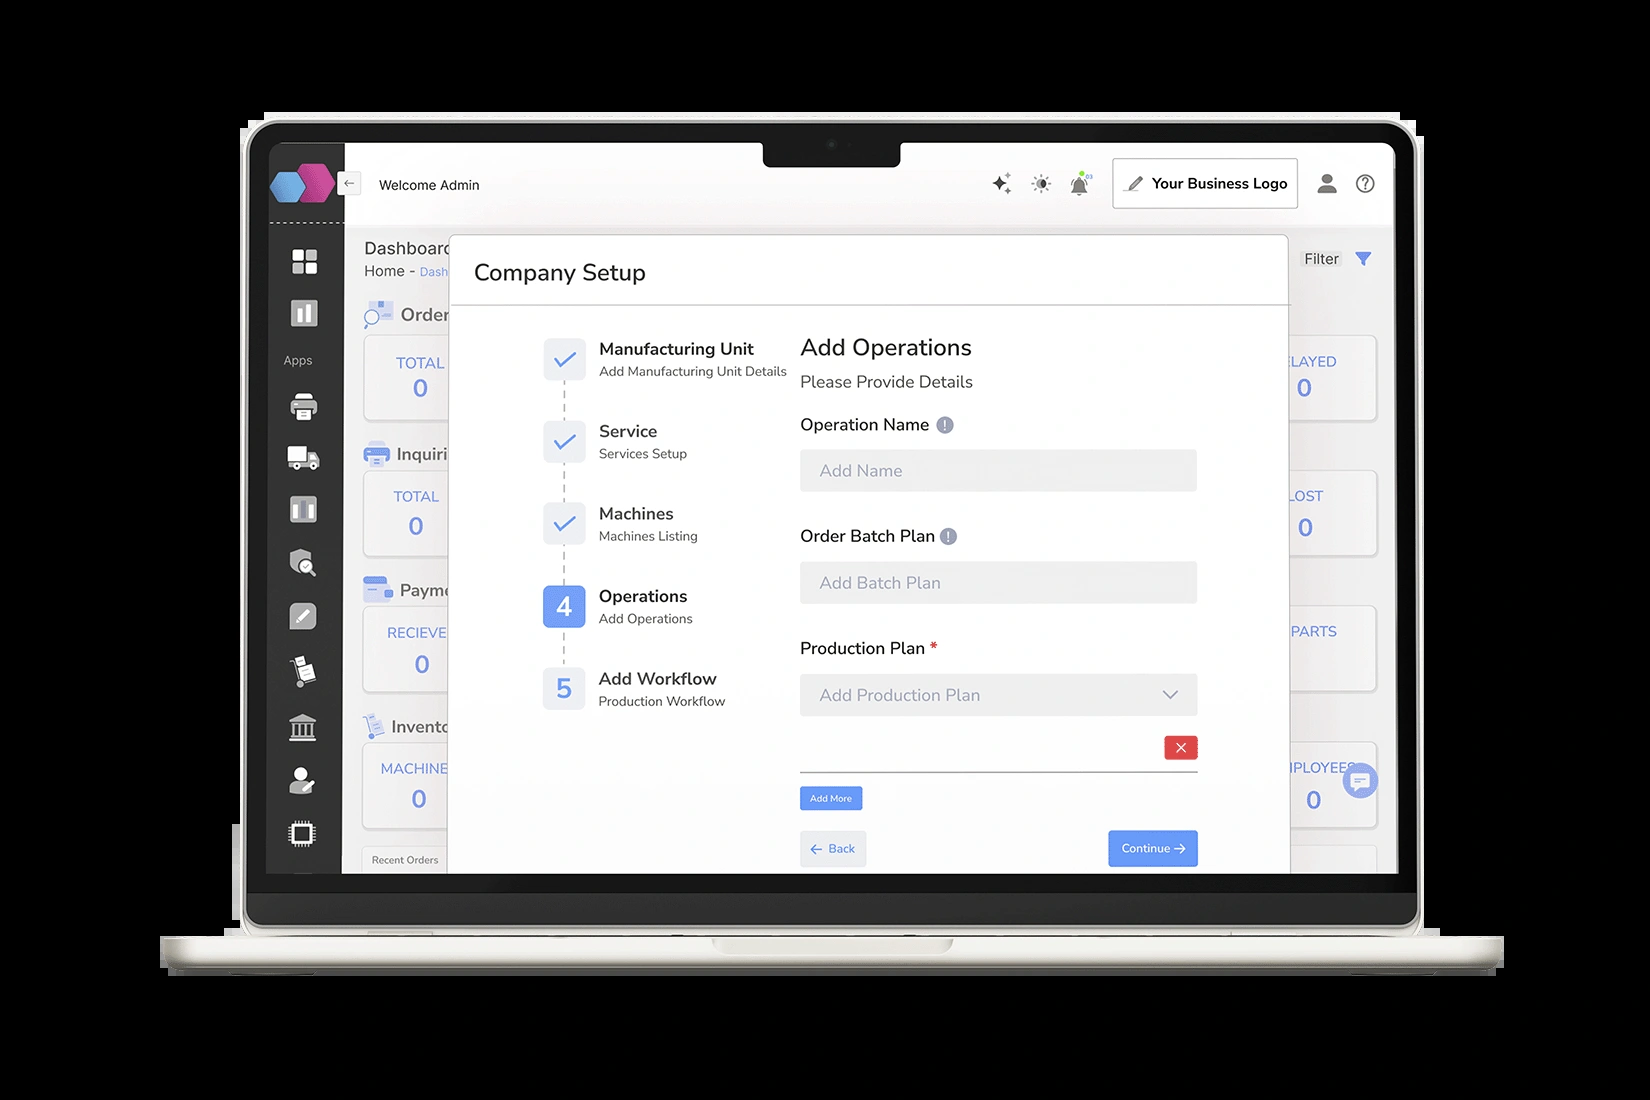 Welcome Admin
03
Your Business Logo
Dashboard
Home - Dash
Filter
Company Setup
Apps
Order
TOTAL
0
LAYED
0
Inquiri
TOTAL
0
LOST
0
Payme
RECIEVE
0
PARTS
Invento
MACHINE
0
PLOYEES
0
Recent Orders
Manufacturing Unit
Add Manufacturing Unit Details
Service
Services Setup
Machines
Machines Listing
4
Operations
Add Operations
5
Add Workflow
Production Workflow
Add Operations
Please Provide Details
Operation Name
Add Name
Order Batch Plan
Add Batch Plan
Production Plan *
Add Production Plan
Add More
← Back
Continue →